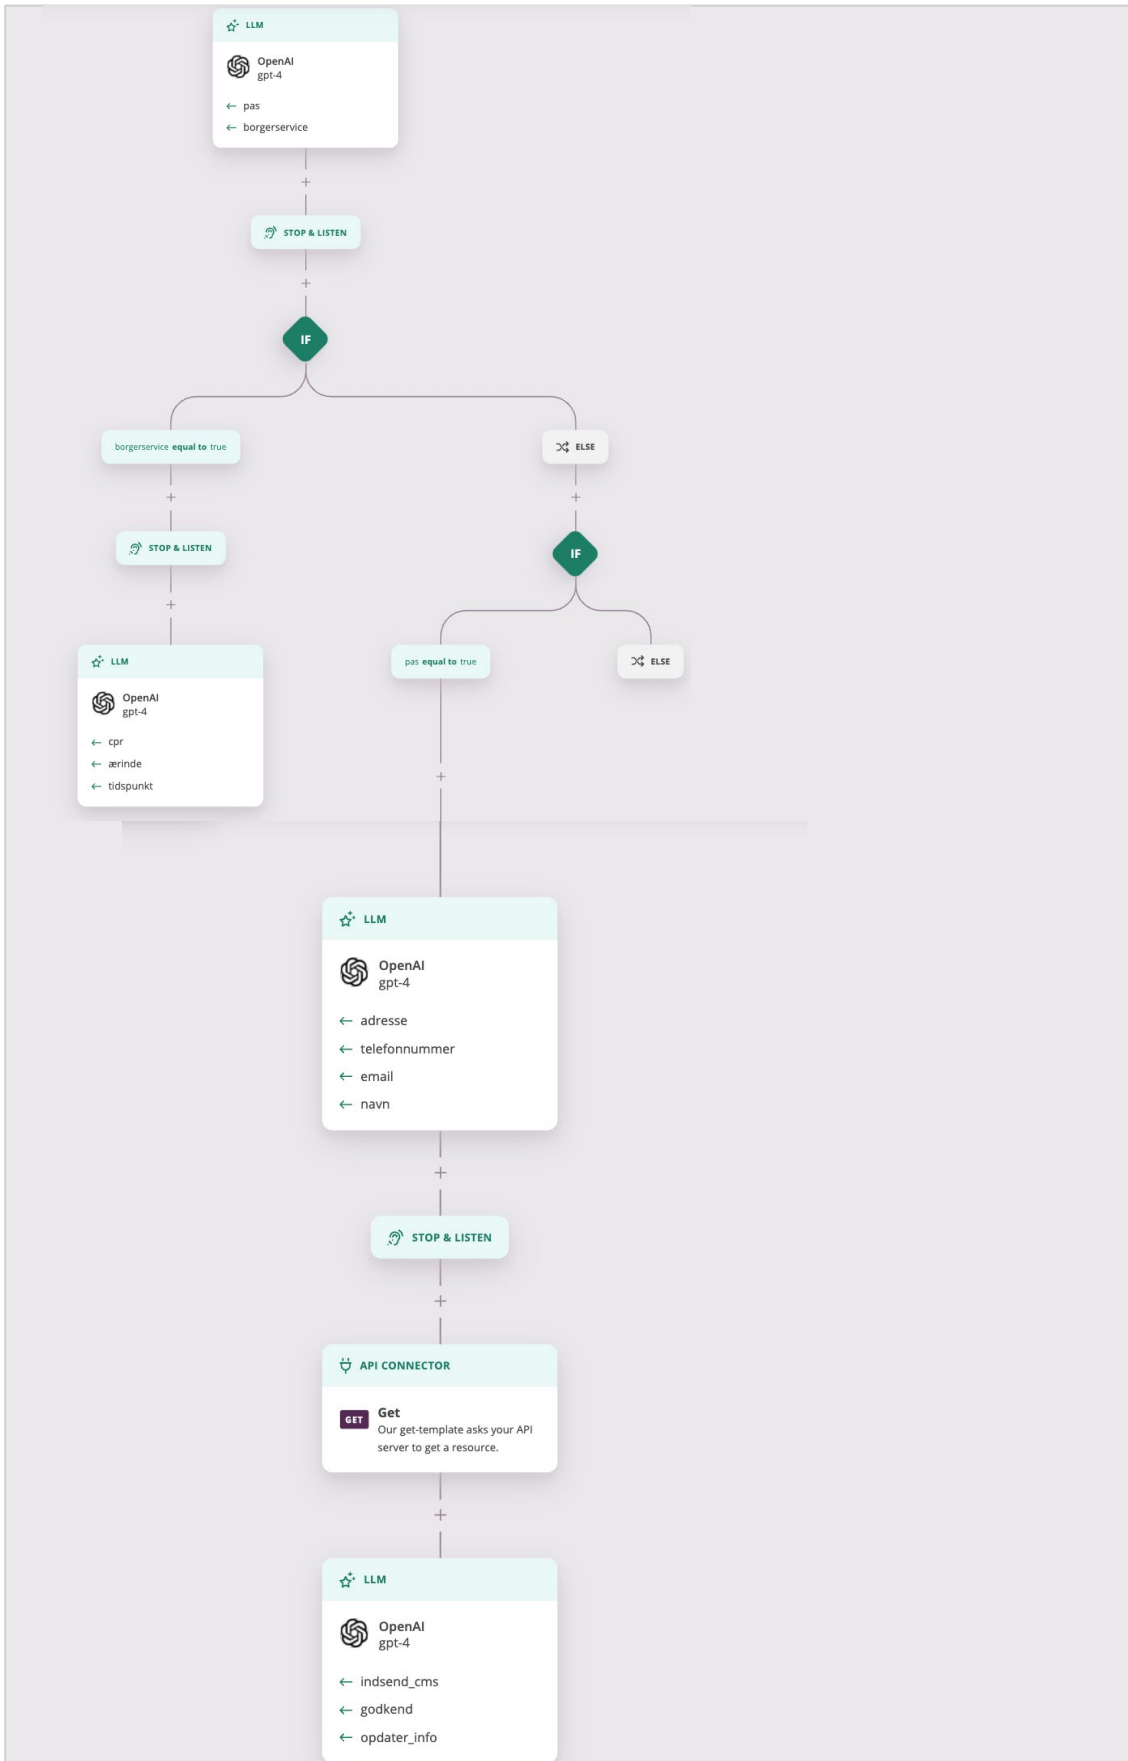 LLM
OpenAI
gpt-4
← pas
← borgerservice
STOP & LISTEN
IF
borgerservice equal to true
ELSE
STOP & LISTEN
IF
LLM
OpenAI
gpt-4
← cpr
← ærinde
← tidspunkt
pas equal to true
ELSE
LLM
OpenAI
gpt-4
← adresse
← telefonnummer
← email
← navn
STOP & LISTEN
API CONNECTOR
GET
Get
Our get-template asks your API
server to get a resource.
LLM
OpenAI
gpt-4
← indsend_cms
← godkend
← opdater_info